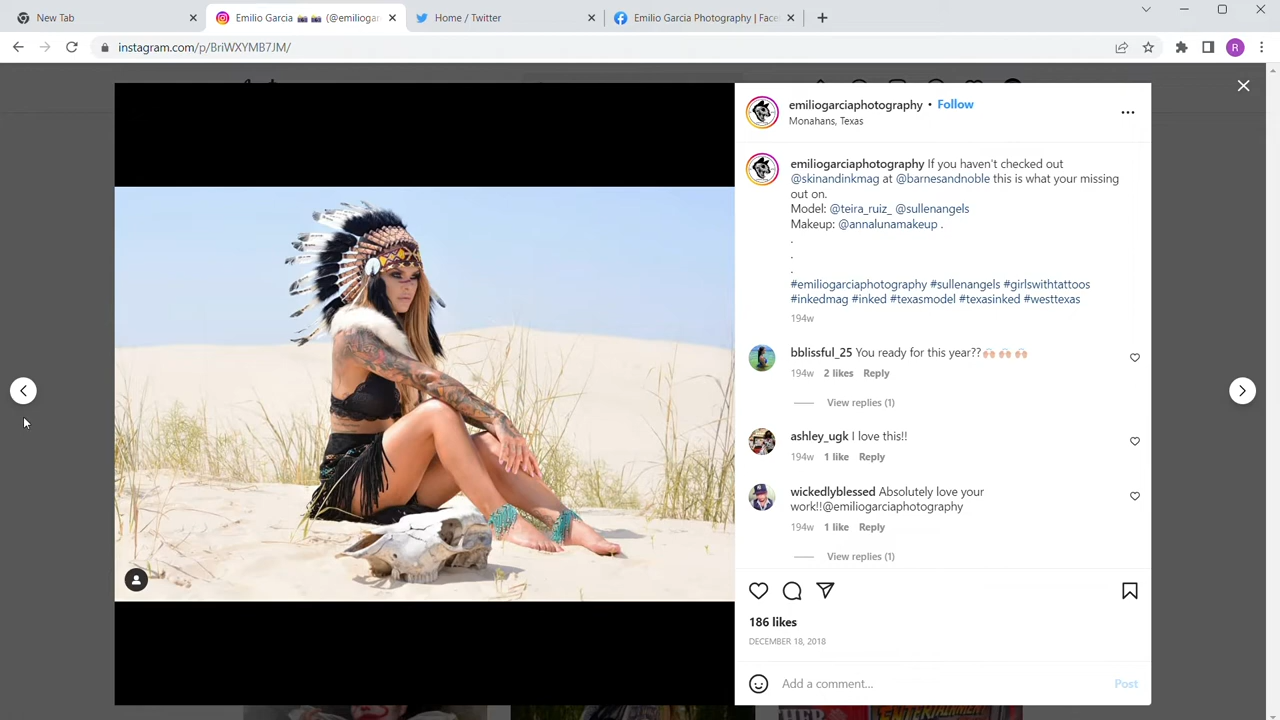 New Tab
Emilio Garcia 📸 📸 (@emiliogar
Home / Twitter
Emilio Garcia Photography | Face
instagram.com/p/BriWXYMB7JM/
R
emiliogarciaphotography • Follow
Monahans, Texas
emiliogarciaphotography If you haven't checked out
@skinandinkmag at @barnesandnoble this is what your missing
out on.
Model: @teira_ruiz_ @sullenangels
Makeup: @annalunamakeup .
.
.
.
#emiliogarciaphotography #sullenangels #girlswithtattoos
#inkedmag #inked #texasmodel #texasinked #westtexas
194w
bblissful_25 You ready for this year??🙌🏻🙌🏻🙌🏻
194w 2 likes Reply
View replies (1)
ashley_ugk I love this!!
194w 1 like Reply
wickedlyblessed Absolutely love your
work!!@emiliogarciaphotography
194w 1 like Reply
View replies (1)
186 likes
DECEMBER 18, 2018
Add a comment...
Post